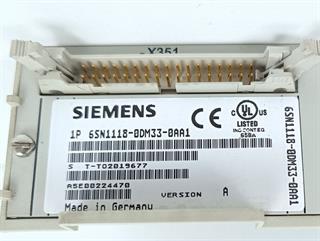 X351
SIEMENS
1P 6SN1118-0DM33-0AA1
S T-T02019677
A5E00224470
VERSION A
Made in Germany
CE
c UL US
LISTED
IND.CONT.EQ.
658A
6SN1118-0DM33-0AA1